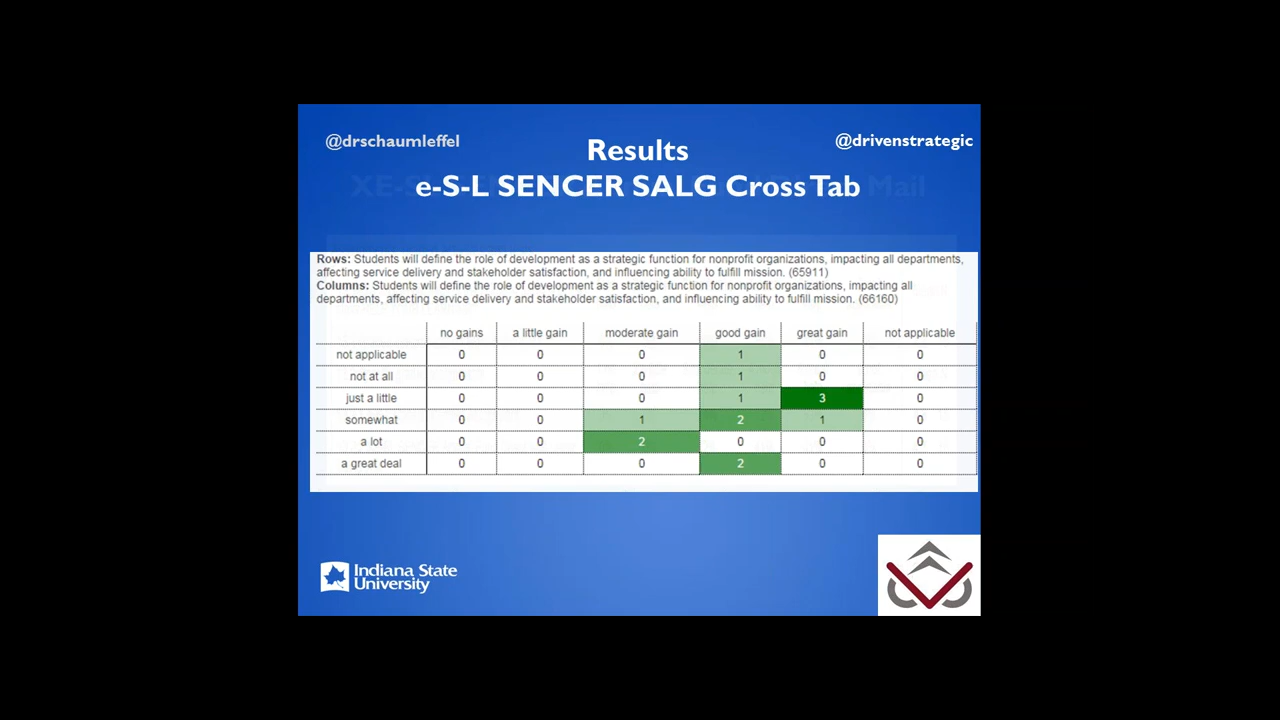 @drschaumleffel
@drivenstrategic
Results
e-S-L SENCER SALG Cross Tab
Rows: Students will define the role of development as a strategic function for nonprofit organizations, impacting all departments,
affecting service delivery and stakeholder satisfaction, and influencing ability to fulfill mission. (65911)
Columns: Students will define the role of development as a strategic function for nonprofit organizations, impacting all
departments, affecting service delivery and stakeholder satisfaction, and influencing ability to fulfill mission. (66160)
no gains a little gain moderate gain good gain great gain not applicable
not applicable 0 0 0 1 0 0
not at all 0 0 0 1 0 0
just a little 0 0 0 1 3 0
somewhat 0 0 1 2 1 0
a lot 0 0 2 0 0 0
a great deal 0 0 0 2 0 0
Indiana State
University